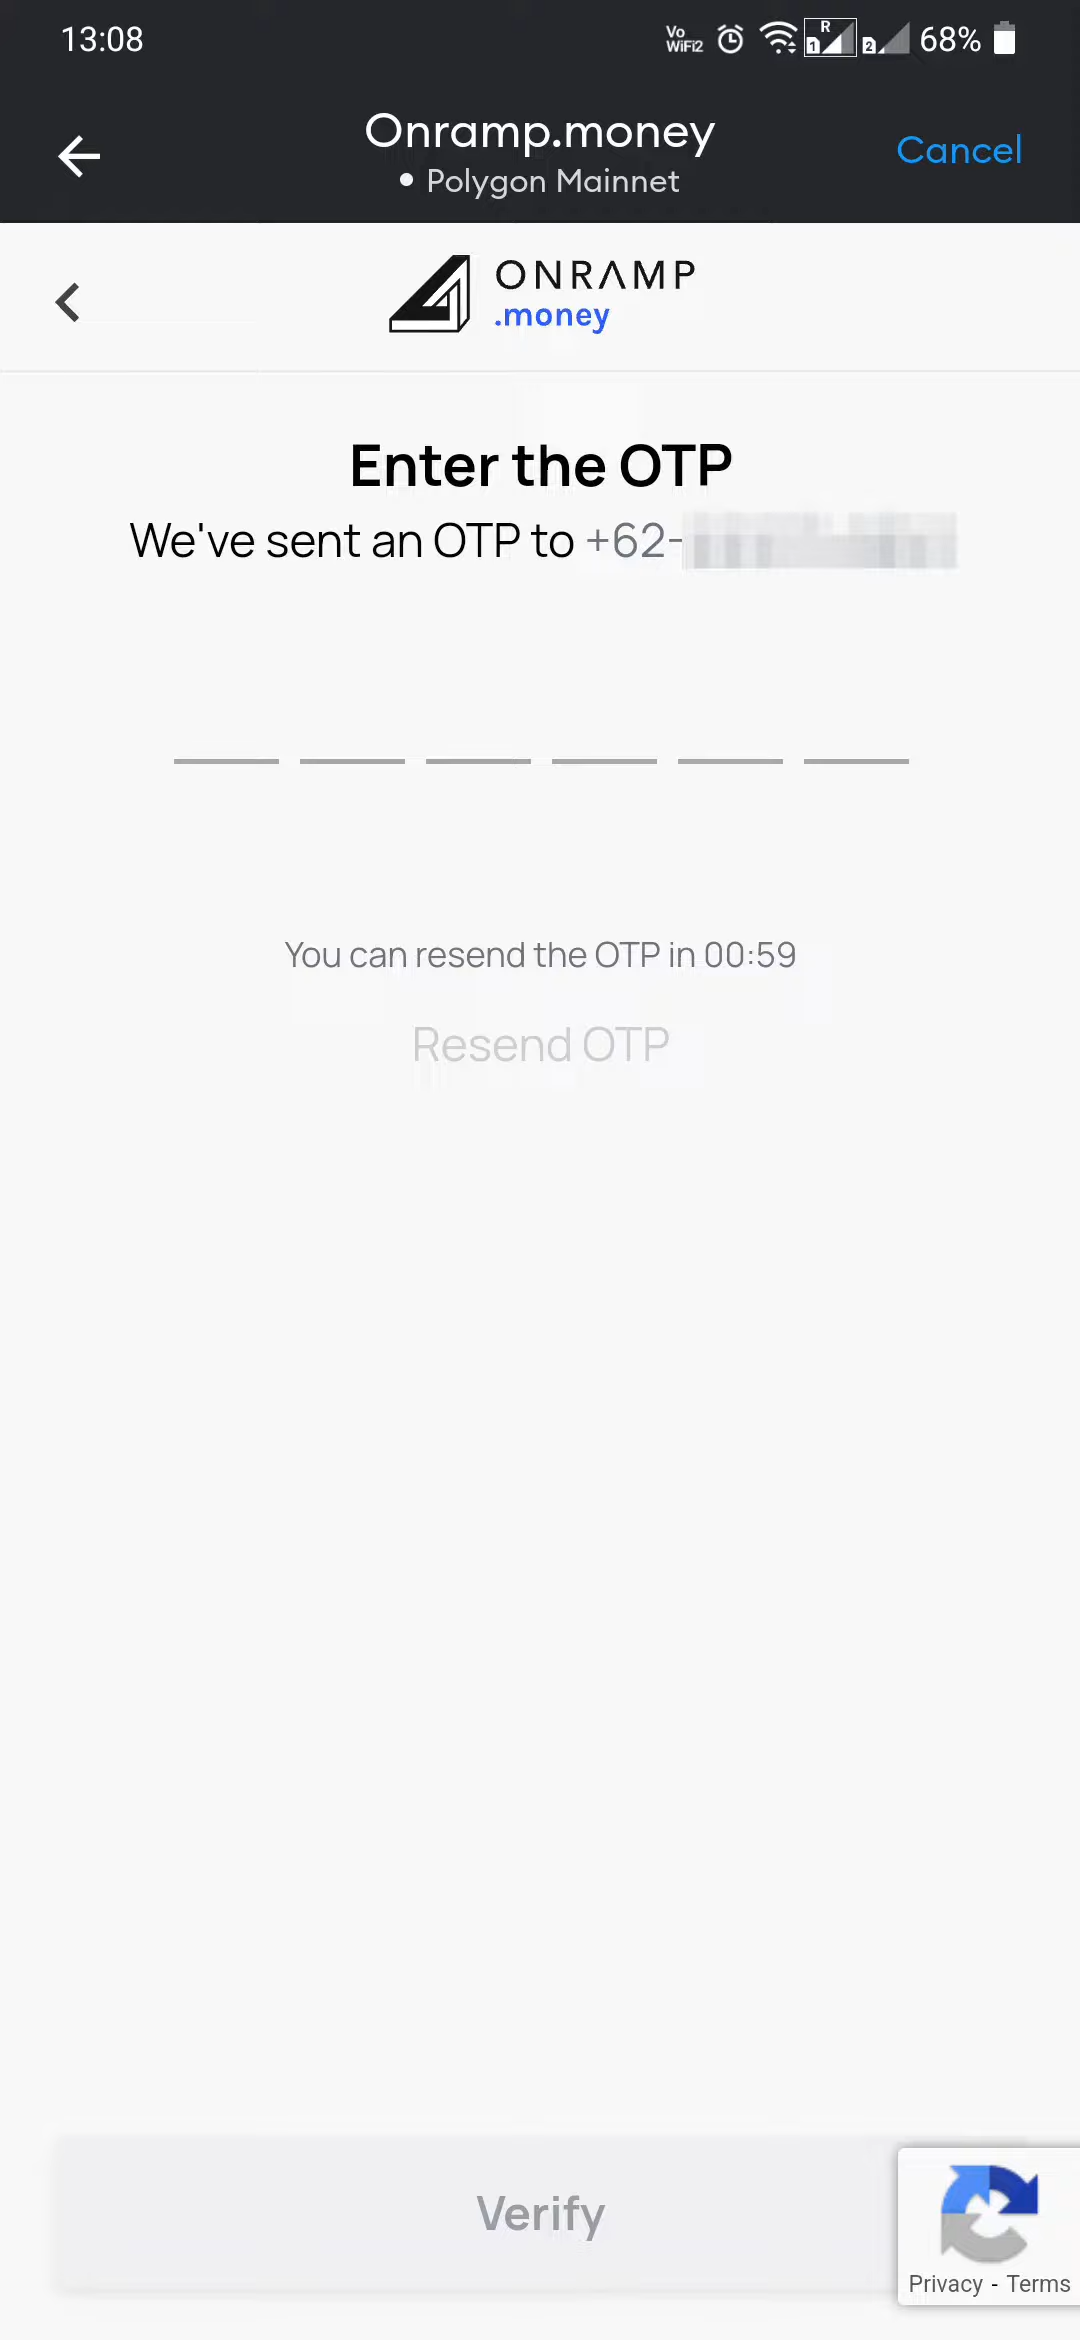 13:08
Vo
WiFi2
R
1
2
68%
Onramp.money
Polygon Mainnet
Cancel
ONRAMP
.money
Enter the OTP
We've sent an OTP to +62-
You can resend the OTP in 00:59
Resend OTP
Verify
Privacy - Terms